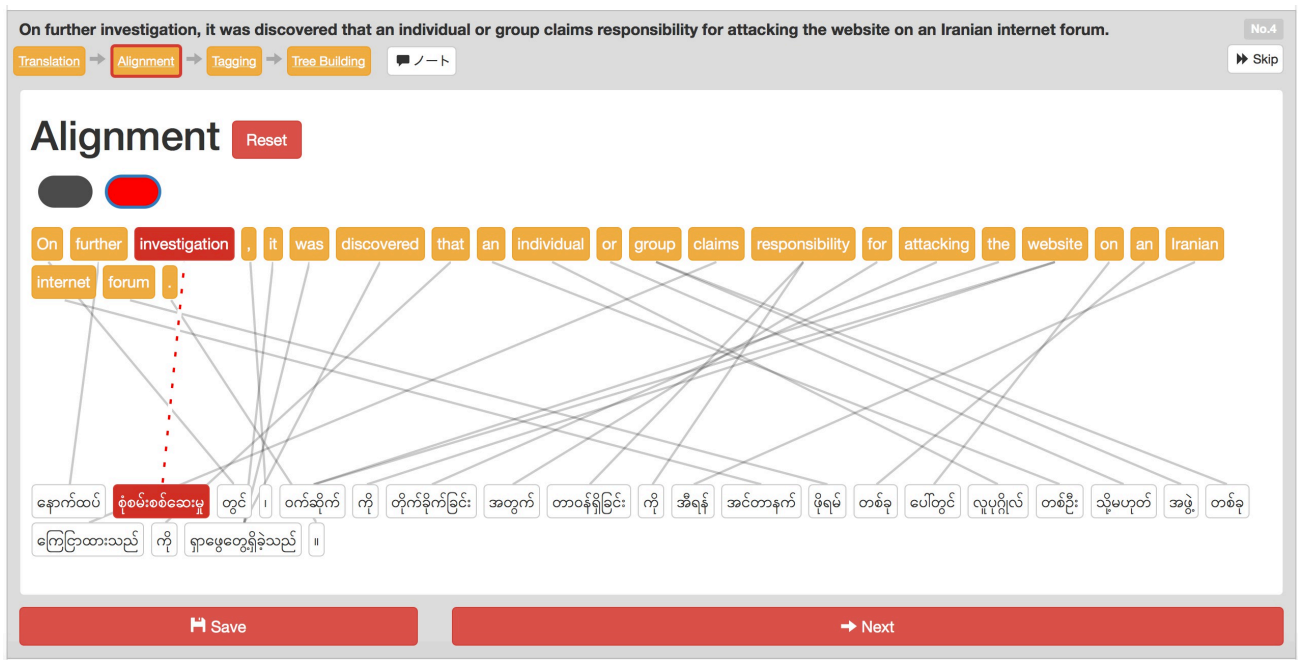 On further investigation, it was discovered that an individual or group claims responsibility for attacking the website on an Iranian internet forum.
No.4
Translation Alignment Tagging Tree Building ノート
Skip
Alignment Reset
On further investigation , it was discovered that an individual or group claims responsibility for attacking the website on an Iranian
internet forum .
နောက်ထပ် စုံစမ်းစစ်ဆေးမှု တွင် ၊ ဝက်ဆိုက် ကို တိုက်ခိုက်ခြင်း အတွက် တာဝန်ရှိခြင်း ကို အီရန် အင်တာနက် ဖိုရမ် တစ်ခု ပေါ်တွင် လူပုဂ္ဂိုလ် တစ်ဦး သို့မဟုတ် အဖွဲ့ တစ်ခု
ကြေငြာထားသည် ကို ရှာဖွေတွေ့ရှိခဲ့သည် ။
Save Next